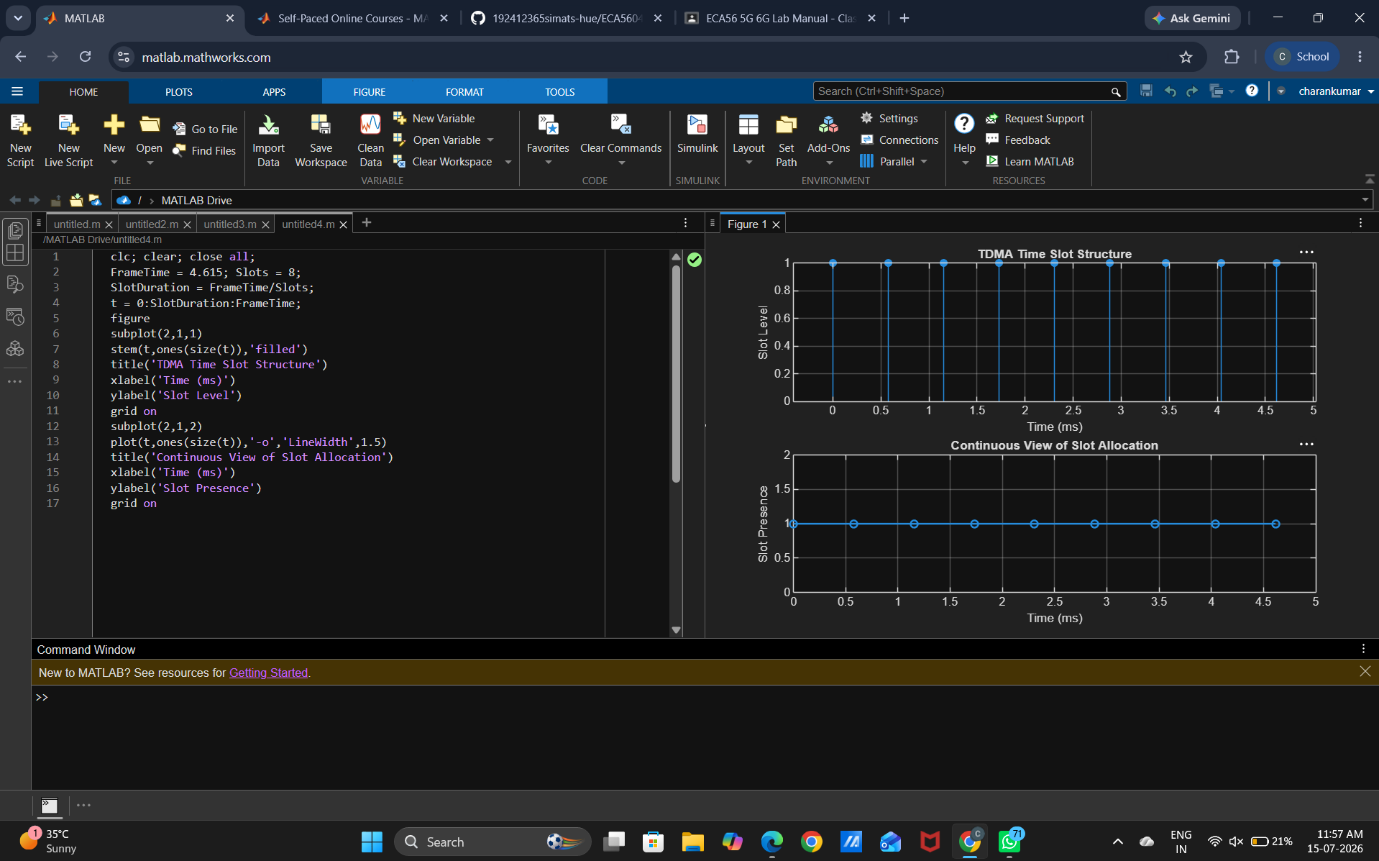 MATLAB
Self-Paced Online Courses - MA
192412365simats-hue/ECA560
ECA56 5G 6G Lab Manual - Clas
Ask Gemini
matlab.mathworks.com
C School
HOME PLOTS APPS FIGURE FORMAT TOOLS
Search (Ctrl+Shift+Space)
charankumar
New Script
New Live Script
New
Open
Go to File
Find Files
FILE
Import Data
Save Workspace
Clean Data
New Variable
Open Variable
Clear Workspace
VARIABLE
Favorites
Clear Commands
CODE
Simulink
SIMULINK
Layout
Set Path
Add-Ons
Settings
Connections
Parallel
ENVIRONMENT
Help
Request Support
Feedback
Learn MATLAB
RESOURCES
/ › MATLAB Drive
untitled.m untitled2.m untitled3.m untitled4.m
/MATLAB Drive/untitled4.m
1 clc; clear; close all;
2 FrameTime = 4.615; Slots = 8;
3 SlotDuration = FrameTime/Slots;
4 t = 0:SlotDuration:FrameTime;
5 figure
6 subplot(2,1,1)
7 stem(t,ones(size(t)),'filled')
8 title('TDMA Time Slot Structure')
9 xlabel('Time (ms)')
10 ylabel('Slot Level')
11 grid on
12 subplot(2,1,2)
13 plot(t,ones(size(t)),'-o','LineWidth',1.5)
14 title('Continuous View of Slot Allocation')
15 xlabel('Time (ms)')
16 ylabel('Slot Presence')
17 grid on
Figure 1
TDMA Time Slot Structure
Slot Level
1
0.8
0.6
0.4
0.2
0
0 0.5 1 1.5 2 2.5 3 3.5 4 4.5 5
Time (ms)
Continuous View of Slot Allocation
Slot Presence
2
1.5
1
0.5
0
0 0.5 1 1.5 2 2.5 3 3.5 4 4.5 5
Time (ms)
Command Window
New to MATLAB? See resources for Getting Started.
>>
1
35°C
Sunny
Search
71
ENG
IN
21%
11:57 AM
15-07-2026